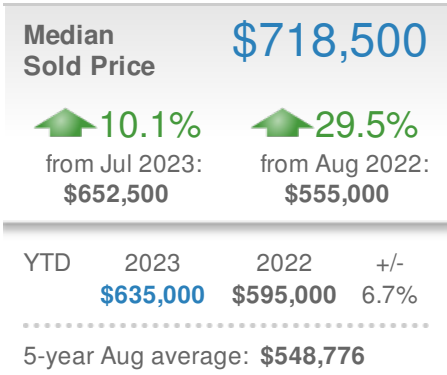 Median
Sold Price
$718,500
10.1% 29.5%
from Jul 2023: from Aug 2022:
$652,500 $555,000
YTD 2023 2022 +/-
$635,000 $595,000 6.7%
5-year Aug average: $548,776